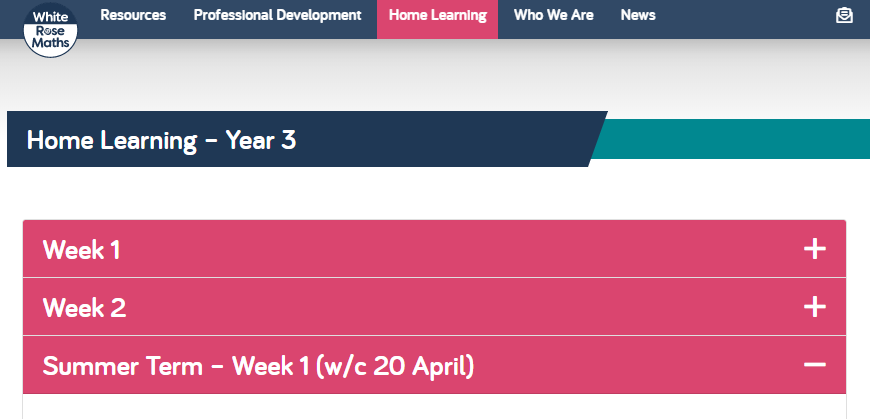 White
Rose
Maths
Resources
Professional Development
Home Learning
Who We Are
News
Home Learning – Year 3
Week 1
Week 2
Summer Term – Week 1 (w/c 20 April)